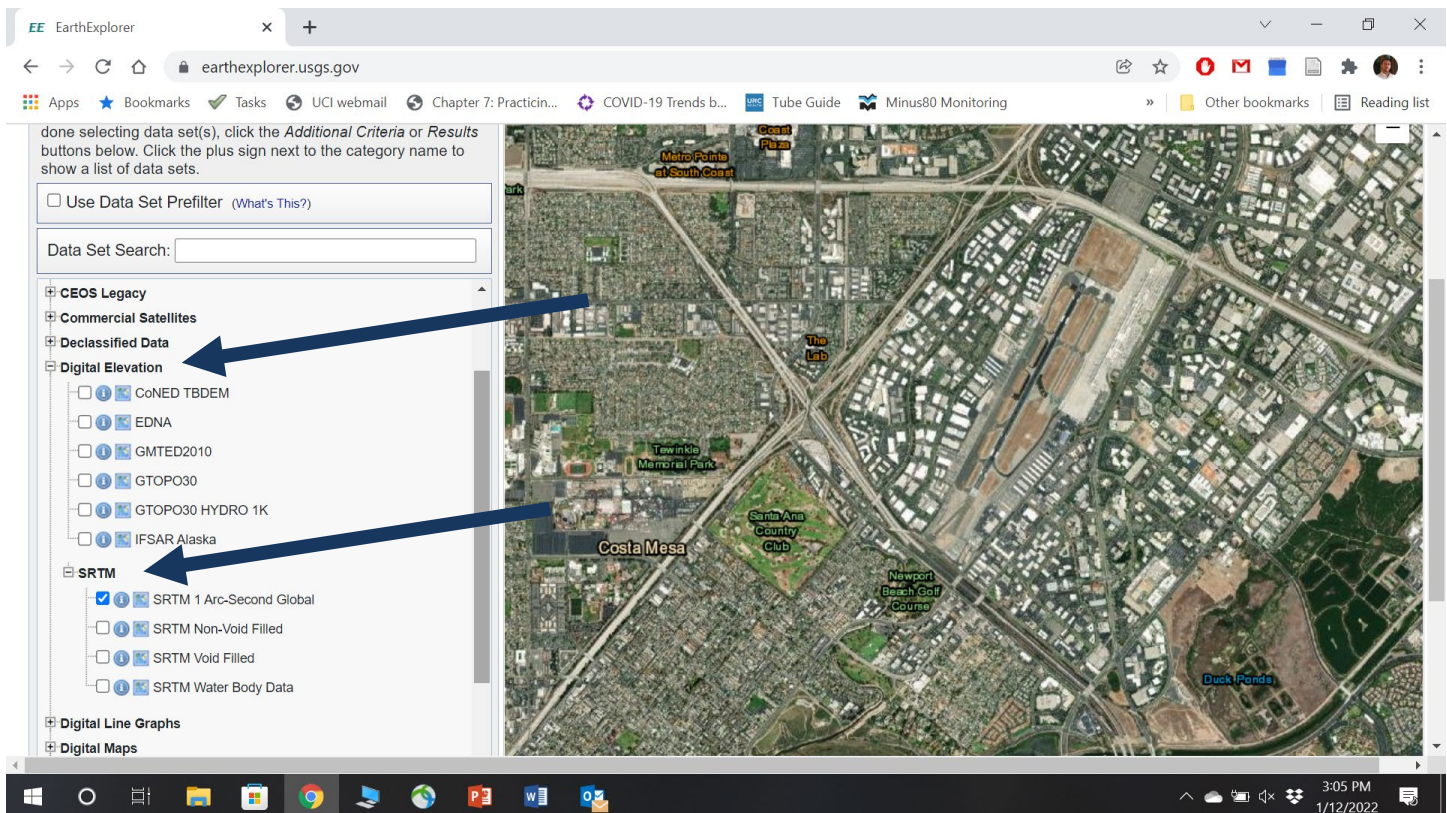 EE EarthExplorer
earthexplorer.usgs.gov
Apps Bookmarks Tasks UCI webmail Chapter 7: Practicin... COVID-19 Trends b... Tube Guide Minus80 Monitoring » Other bookmarks Reading list
done selecting data set(s), click the Additional Criteria or Results
buttons below. Click the plus sign next to the category name to
show a list of data sets.
Use Data Set Prefilter (What's This?)
Data Set Search:
CEOS Legacy
Commercial Satellites
Declassified Data
Digital Elevation
CoNED TBDEM
EDNA
GMTED2010
GTOPO30
GTOPO30 HYDRO 1K
IFSAR Alaska
SRTM
SRTM 1 Arc-Second Global
SRTM Non-Void Filled
SRTM Void Filled
SRTM Water Body Data
Digital Line Graphs
Digital Maps
Coast
Plaza
Metro Pointe
at South Coast
ark
The
Lab
Tewinkle
Memorial Park
Santa Ana
Country
Club
Costa Mesa
Newport
Beach Golf
Course
Duck Ponds
3:05 PM
1/12/2022